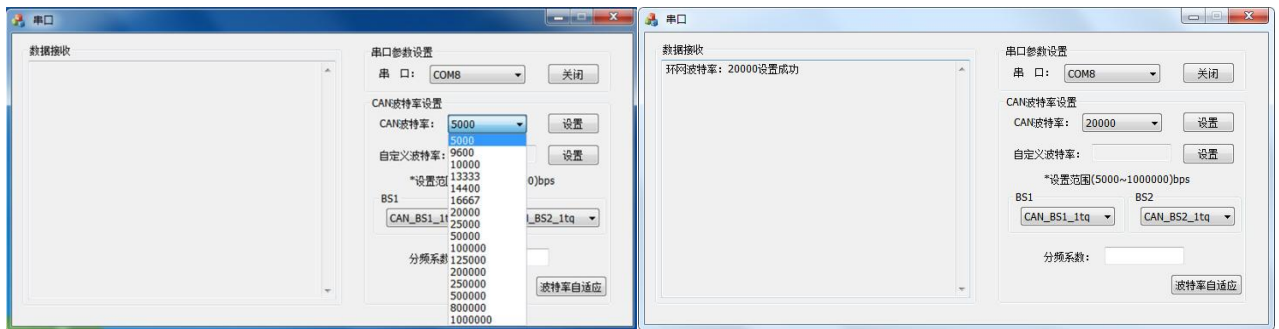 串口
数据接收
串口参数设置
串 口： COM8 关闭
CAN波特率设置
CAN波特率： 5000 设置
5000
自定义波特率： 9600 设置
10000
*设置范 13333 0)bps
14400
BS1 16667
CAN_BS1_1t 20000 _BS2_1tq
25000
50000
100000
分频系数 125000
200000
250000 波特率自适应
500000
800000
1000000
串口
数据接收
环网波特率：20000设置成功
串口参数设置
串 口： COM8 关闭
CAN波特率设置
CAN波特率： 20000 设置
自定义波特率： 设置
*设置范围(5000~1000000)bps
BS1 BS2
CAN_BS1_1tq CAN_BS2_1tq
分频系数：
波特率自适应